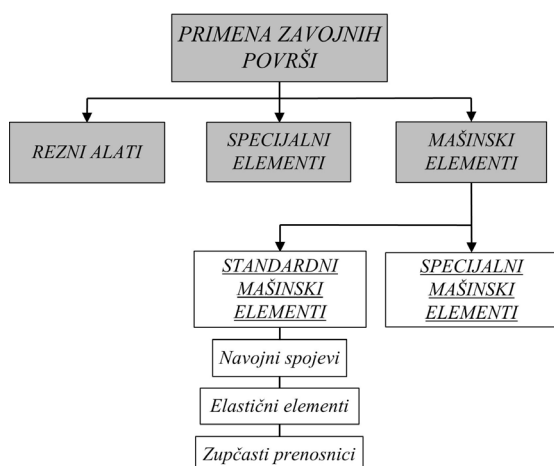 PRIMENA ZAVOJNIH
POVRŠI
REZNI ALATI
SPECIJALNI
ELEMENTI
MAŠINSKI
ELEMENTI
STANDARDNI
MAŠINSKI
ELEMENTI
SPECIJALNI
MAŠINSKI
ELEMENTI
Navojni spojevi
Elastični elementi
Zupčasti prenosnici